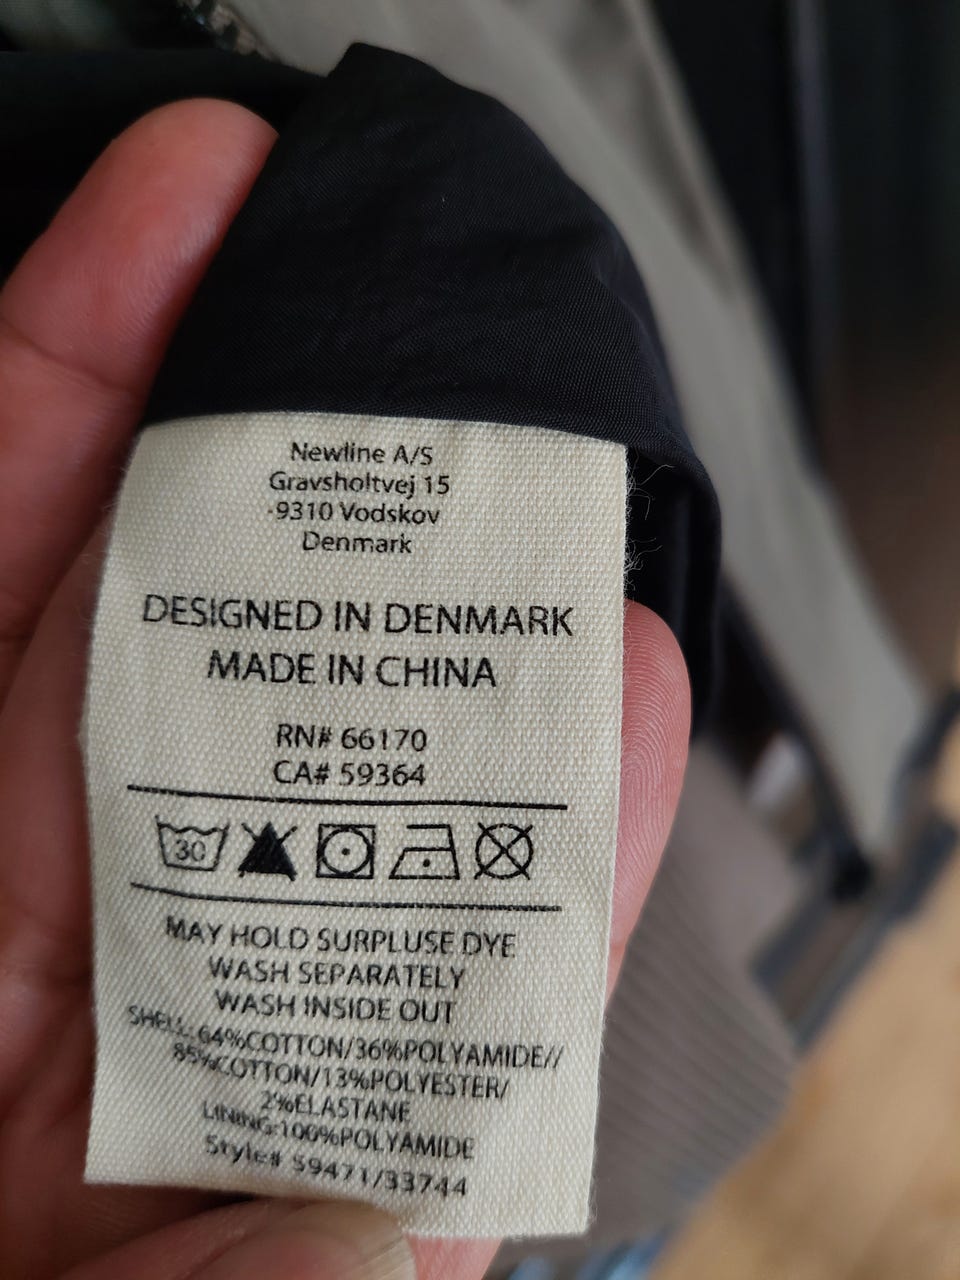 Newline A/S
Gravsholtvej 15
-9310 Vodskov
Denmark
DESIGNED IN DENMARK
MADE IN CHINA
RN# 66170
CA# 59364
30
MAY HOLD SURPLUSE DYE
WASH SEPARATELY
WASH INSIDE OUT
SHELL: 64%COTTON/36%POLYAMIDE//
85%COTTON/13%POLYESTER/
2%ELASTANE
LINING:100%POLYAMIDE
Style# 59471/33744